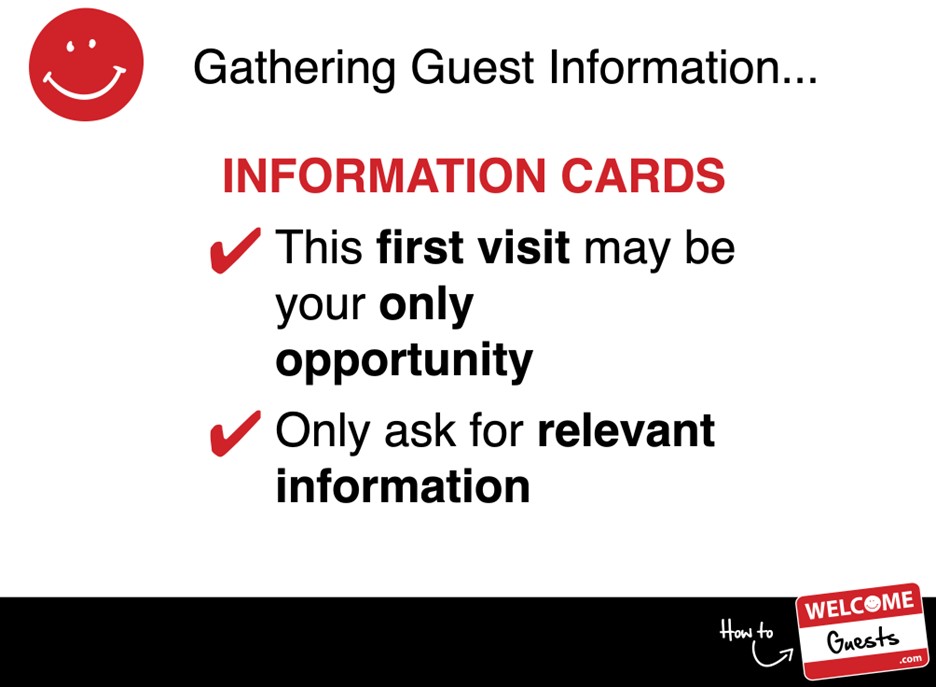 Gathering Guest Information...
INFORMATION CARDS
This first visit may be
your only
opportunity
Only ask for relevant
information
How to
WELCOME
Guests
.com